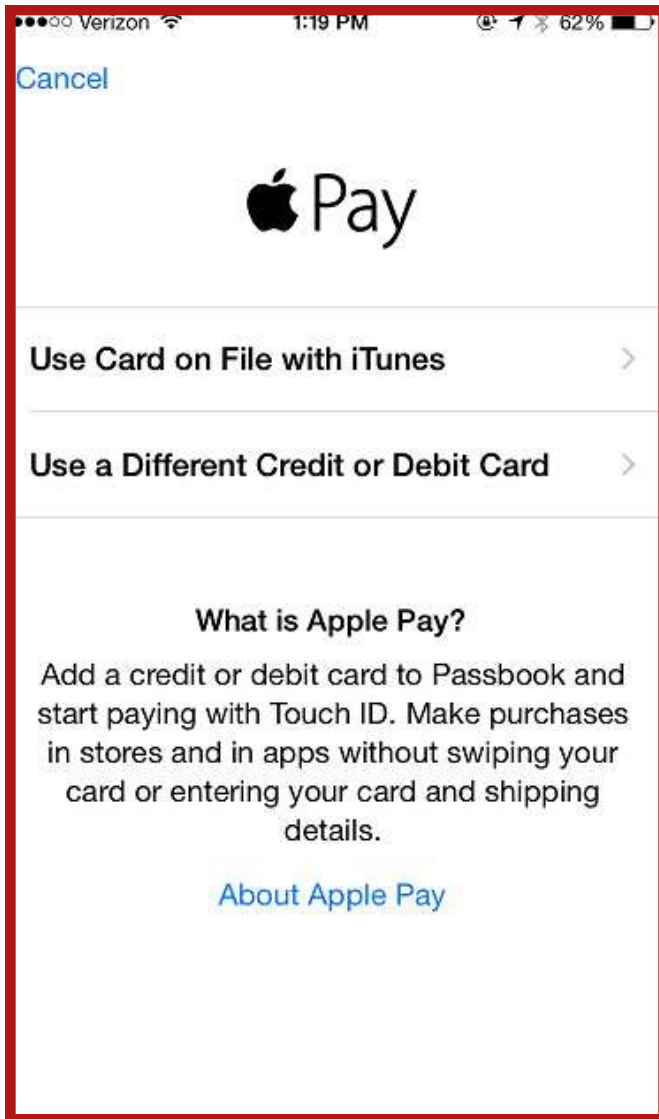 Verizon 1:19 PM 62%
Cancel
Pay
Use Card on File with iTunes
Use a Different Credit or Debit Card
What is Apple Pay?
Add a credit or debit card to Passbook and
start paying with Touch ID. Make purchases
in stores and in apps without swiping your
card or entering your card and shipping
details.
About Apple Pay